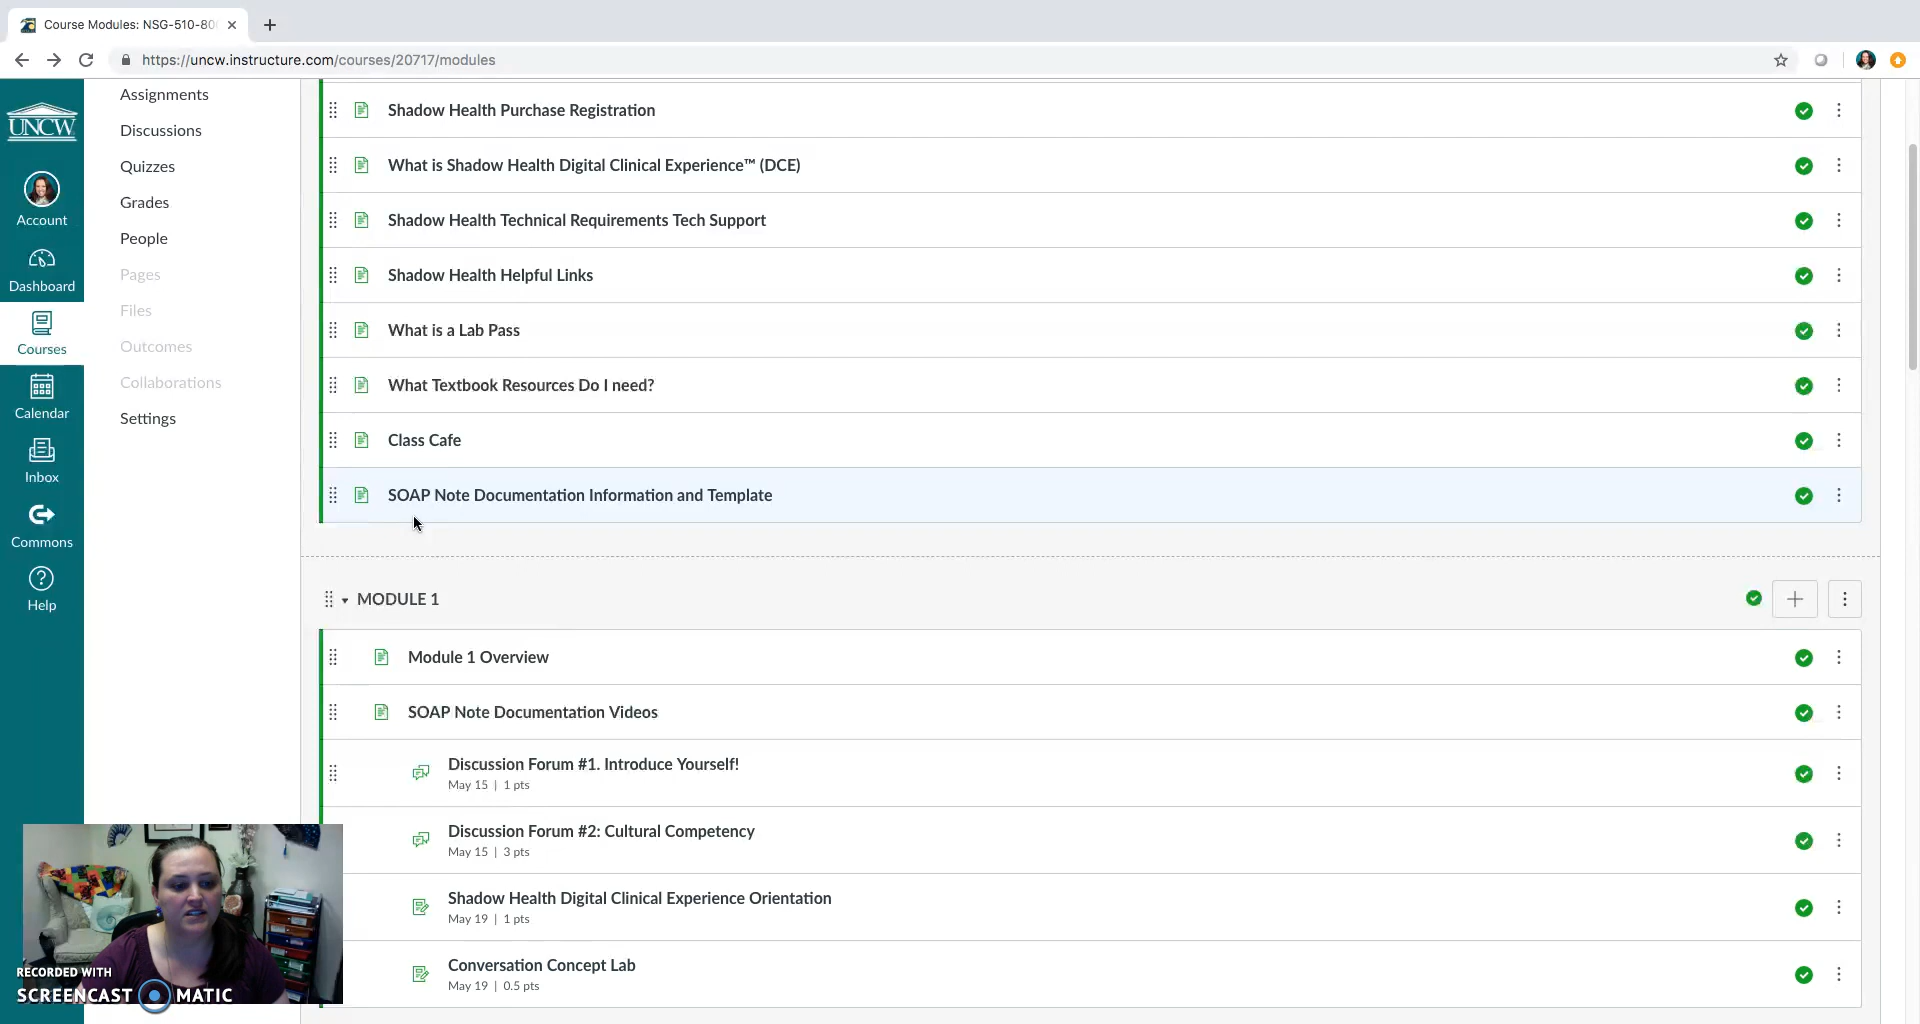 Course Modules: NSG-510-80
https://uncw.instructure.com/courses/20717/modules
UNCW
Account
Dashboard
Courses
Calendar
Inbox
Commons
Help
Assignments
Discussions
Quizzes
Grades
People
Pages
Files
Outcomes
Collaborations
Settings
Shadow Health Purchase Registration
What is Shadow Health Digital Clinical Experience™ (DCE)
Shadow Health Technical Requirements Tech Support
Shadow Health Helpful Links
What is a Lab Pass
What Textbook Resources Do I need?
Class Cafe
SOAP Note Documentation Information and Template
MODULE 1
Module 1 Overview
SOAP Note Documentation Videos
Discussion Forum #1. Introduce Yourself!
May 15 | 1 pts
Discussion Forum #2: Cultural Competency
May 15 | 3 pts
Shadow Health Digital Clinical Experience Orientation
May 19 | 1 pts
Conversation Concept Lab
May 19 | 0.5 pts
RECORDED WITH
SCREENCAST MATIC